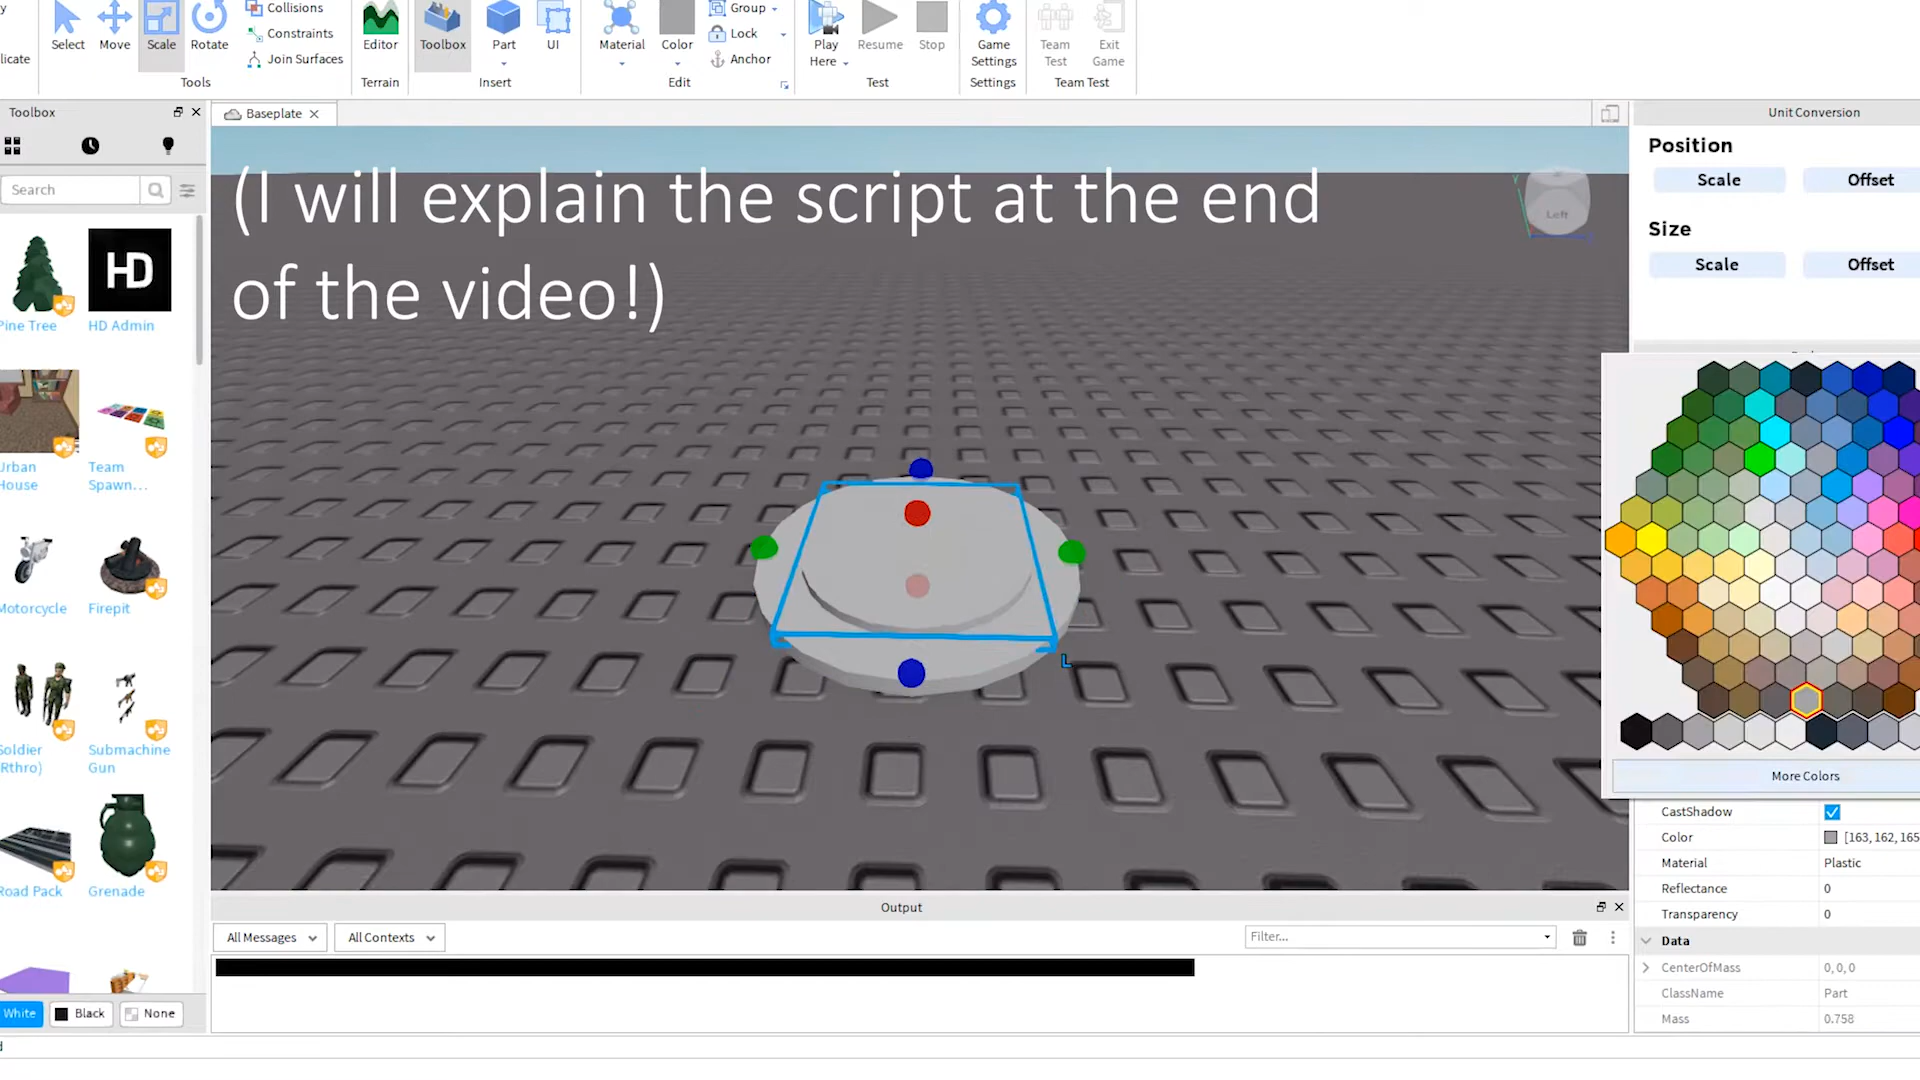 licate
Select
Move
Scale
Rotate
Collisions
Constraints
Join Surfaces
Tools
Editor
Terrain
Toolbox
Part
UI
Insert
Material
Color
Group
Lock
Anchor
Edit
Play
Here
Resume
Stop
Test
Game
Settings
Settings
Team
Test
Exit
Game
Team Test
Toolbox
Baseplate
Unit Conversion
Search
Pine Tree
HD
HD Admin
Urban
House
Team
Spawn...
Motorcycle
Firepit
Soldier
(Rthro)
Submachine
Gun
Road Pack
Grenade
White
Black
None
(I will explain the script at the end
of the video!)
Left
L
Position
Scale
Offset
Size
Scale
Offset
More Colors
CastShadow
Color
[163, 162, 165
Material
Plastic
Reflectance
0
Transparency
0
Data
CenterOfMass
0, 0, 0
ClassName
Part
Mass
0.758
Output
All Messages
All Contexts
Filter...